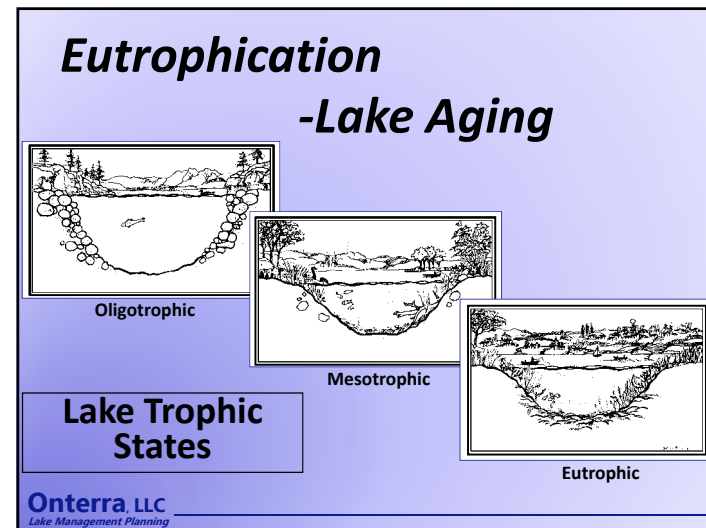 Eutrophication
-Lake Aging
Oligotrophic
Mesotrophic
Eutrophic
Lake Trophic
States
Onterra, LLC
Lake Management Planning